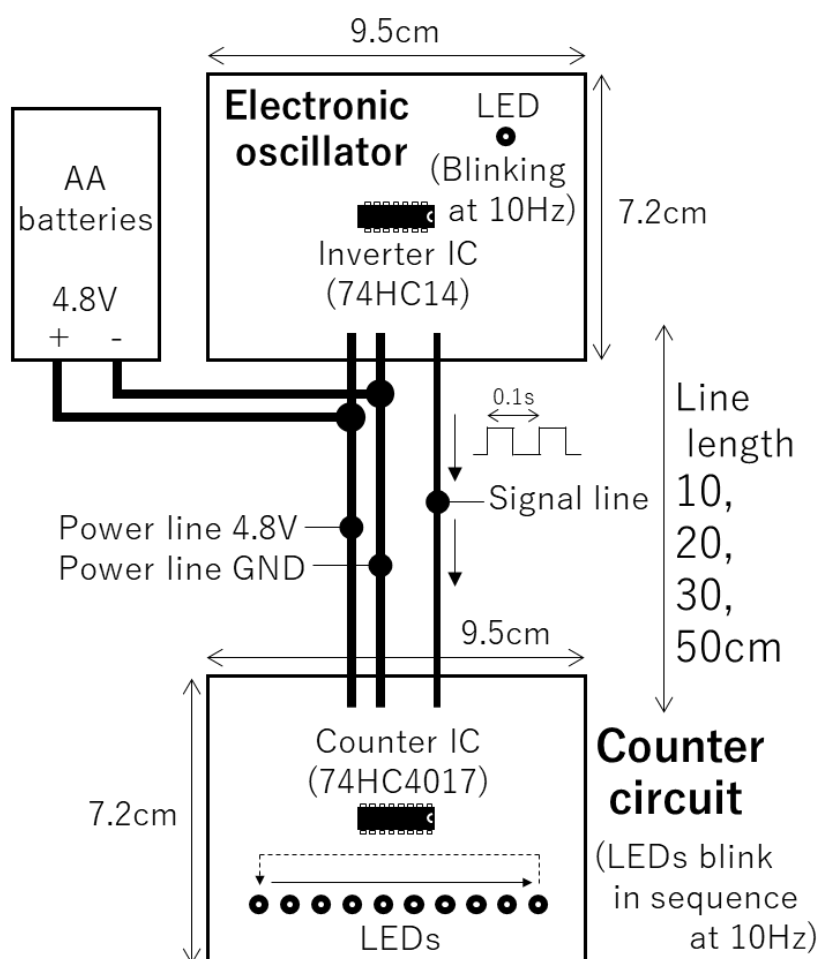 9.5cm
Electronic
oscillator
LED
(Blinking
at 10Hz)
7.2cm
Inverter IC
(74HC14)
AA
batteries
4.8V
+ -
0.1s
Line
length
10,
20,
30,
50cm
Signal line
Power line 4.8V
Power line GND
9.5cm
Counter IC
(74HC4017)
7.2cm
LEDs
Counter
circuit
(LEDs blink
in sequence
at 10Hz)